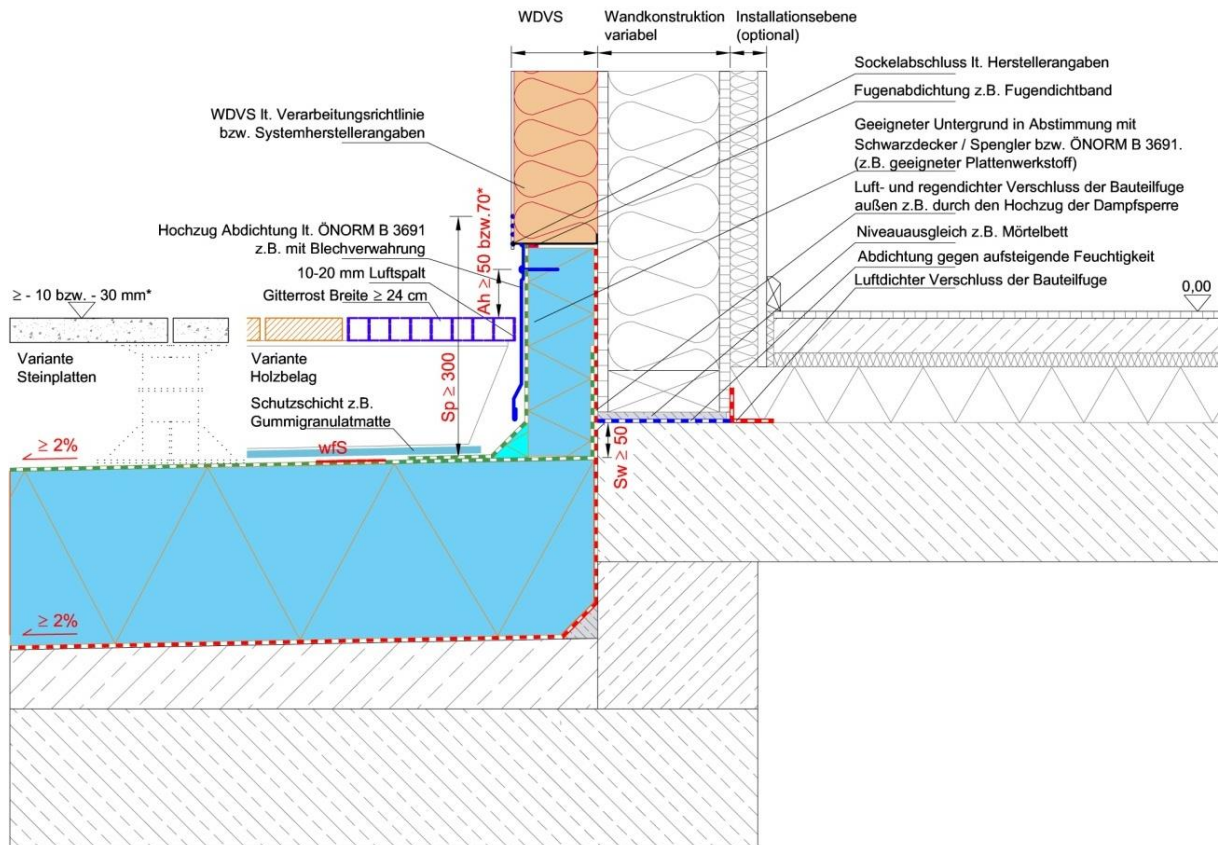 WDVS
Wandkonstruktion
variabel
Installationsebene
(optional)
WDVS lt. Verarbeitungsrichtlinie
bzw. Systemherstellerangaben
Sockelabschluss lt. Herstellerangaben
Fugenabdichtung z.B. Fugendichtband
Geeigneter Untergrund in Abstimmung mit
Schwarzdecker / Spengler bzw. ÖNORM B 3691.
(z.B. geeigneter Plattenwerkstoff)
Luft- und regendichter Verschluss der Bauteilfuge
außen z.B. durch den Hochzug der Dampfsperre
Niveauausgleich z.B. Mörtelbett
Abdichtung gegen aufsteigende Feuchtigkeit
Luftdichter Verschluss der Bauteilfuge
Hochzug Abdichtung lt. ÖNORM B 3691
z.B. mit Blechverwahrung
10-20 mm Luftspalt
Gitterrost Breite ≥ 24 cm
≥ - 10 bzw. - 30 mm*
Variante
Steinplatten
Variante
Holzbelag
Schutzschicht z.B.
Gummigranulatmatte
Ah ≥ 50 bzw.70*
Sp ≥ 300
Sw ≥ 50
0,00
≥ 2%
wfS
≥ 2%